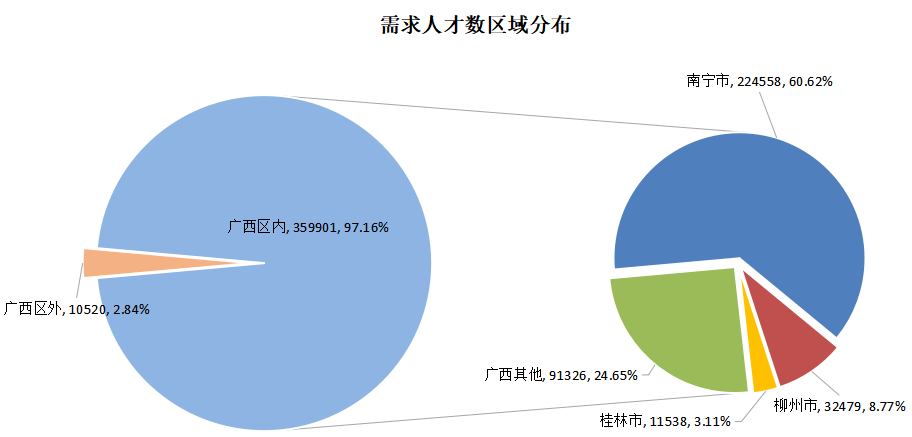 需求人才数区域分布
南宁市, 224558, 60.62%
广西区内, 359901, 97.16%
广西区外, 10520, 2.84%
广西其他, 91326, 24.65%
柳州市, 32479, 8.77%
桂林市, 11538, 3.11%